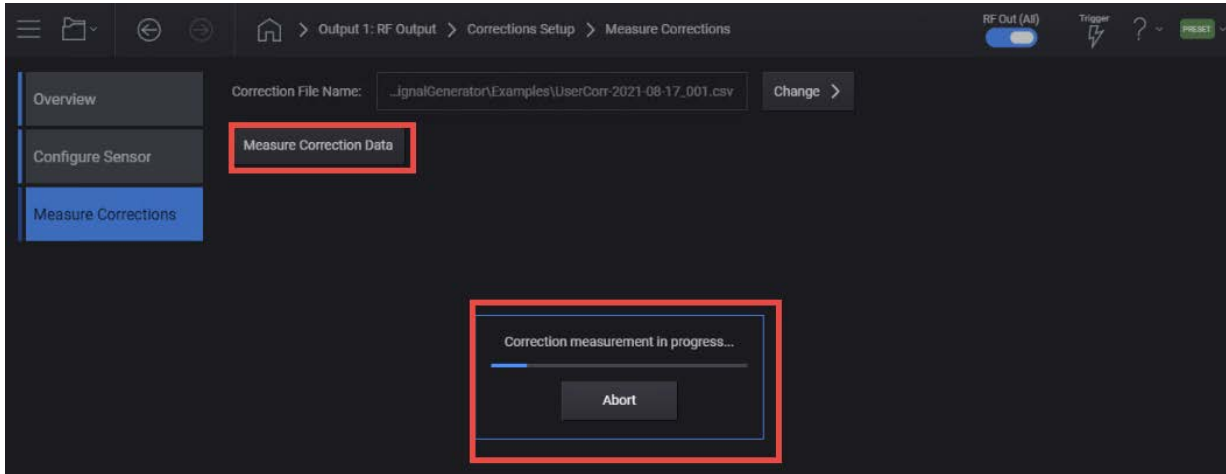 Output 1: RF Output > Corrections Setup > Measure Corrections
RF Out (All)
Trigger
?
PRESET
Overview
Configure Sensor
Measure Corrections
Correction File Name:
..ignalGenerator\Examples\UserCorr-2021-08-17_001.csv
Change >
Measure Correction Data
Correction measurement in progress...
Abort